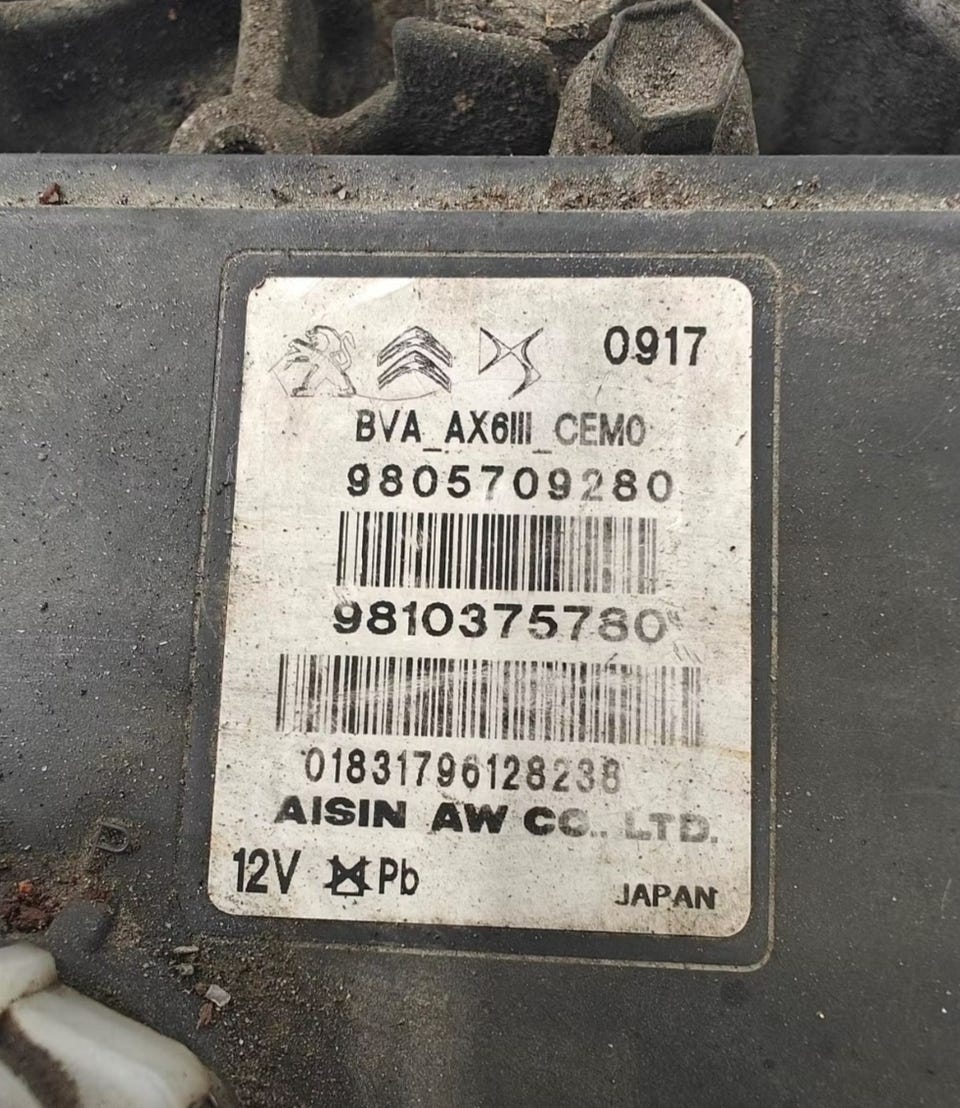 0917
BVA_AX6III_CEM0
9805709280
9810375780
01831796128238
AISIN AW CO., LTD.
12V Pb
JAPAN